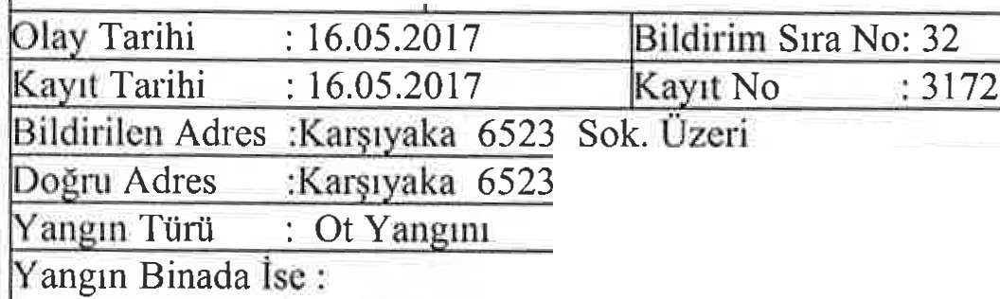 Olay Tarihi : 16.05.2017 Bildirim Sıra No: 32
Kayıt Tarihi : 16.05.2017 Kayıt No : 3172
Bildirilen Adres :Karşıyaka 6523 Sok. Üzeri
Doğru Adres :Karşıyaka 6523
Yangın Türü : Ot Yangını
Yangın Binada İse :